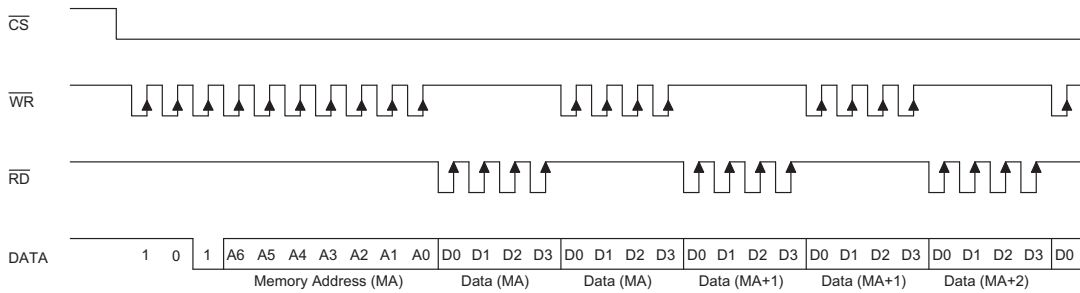 CS
WR
RD
DATA 1 0 1 A6 A5 A4 A3 A2 A1 A0 D0 D1 D2 D3 D0 D1 D2 D3 D0 D1 D2 D3 D0 D1 D2 D3 D0 D1 D2 D3 D0
Memory Address (MA) Data (MA) Data (MA) Data (MA+1) Data (MA+1) Data (MA+2)